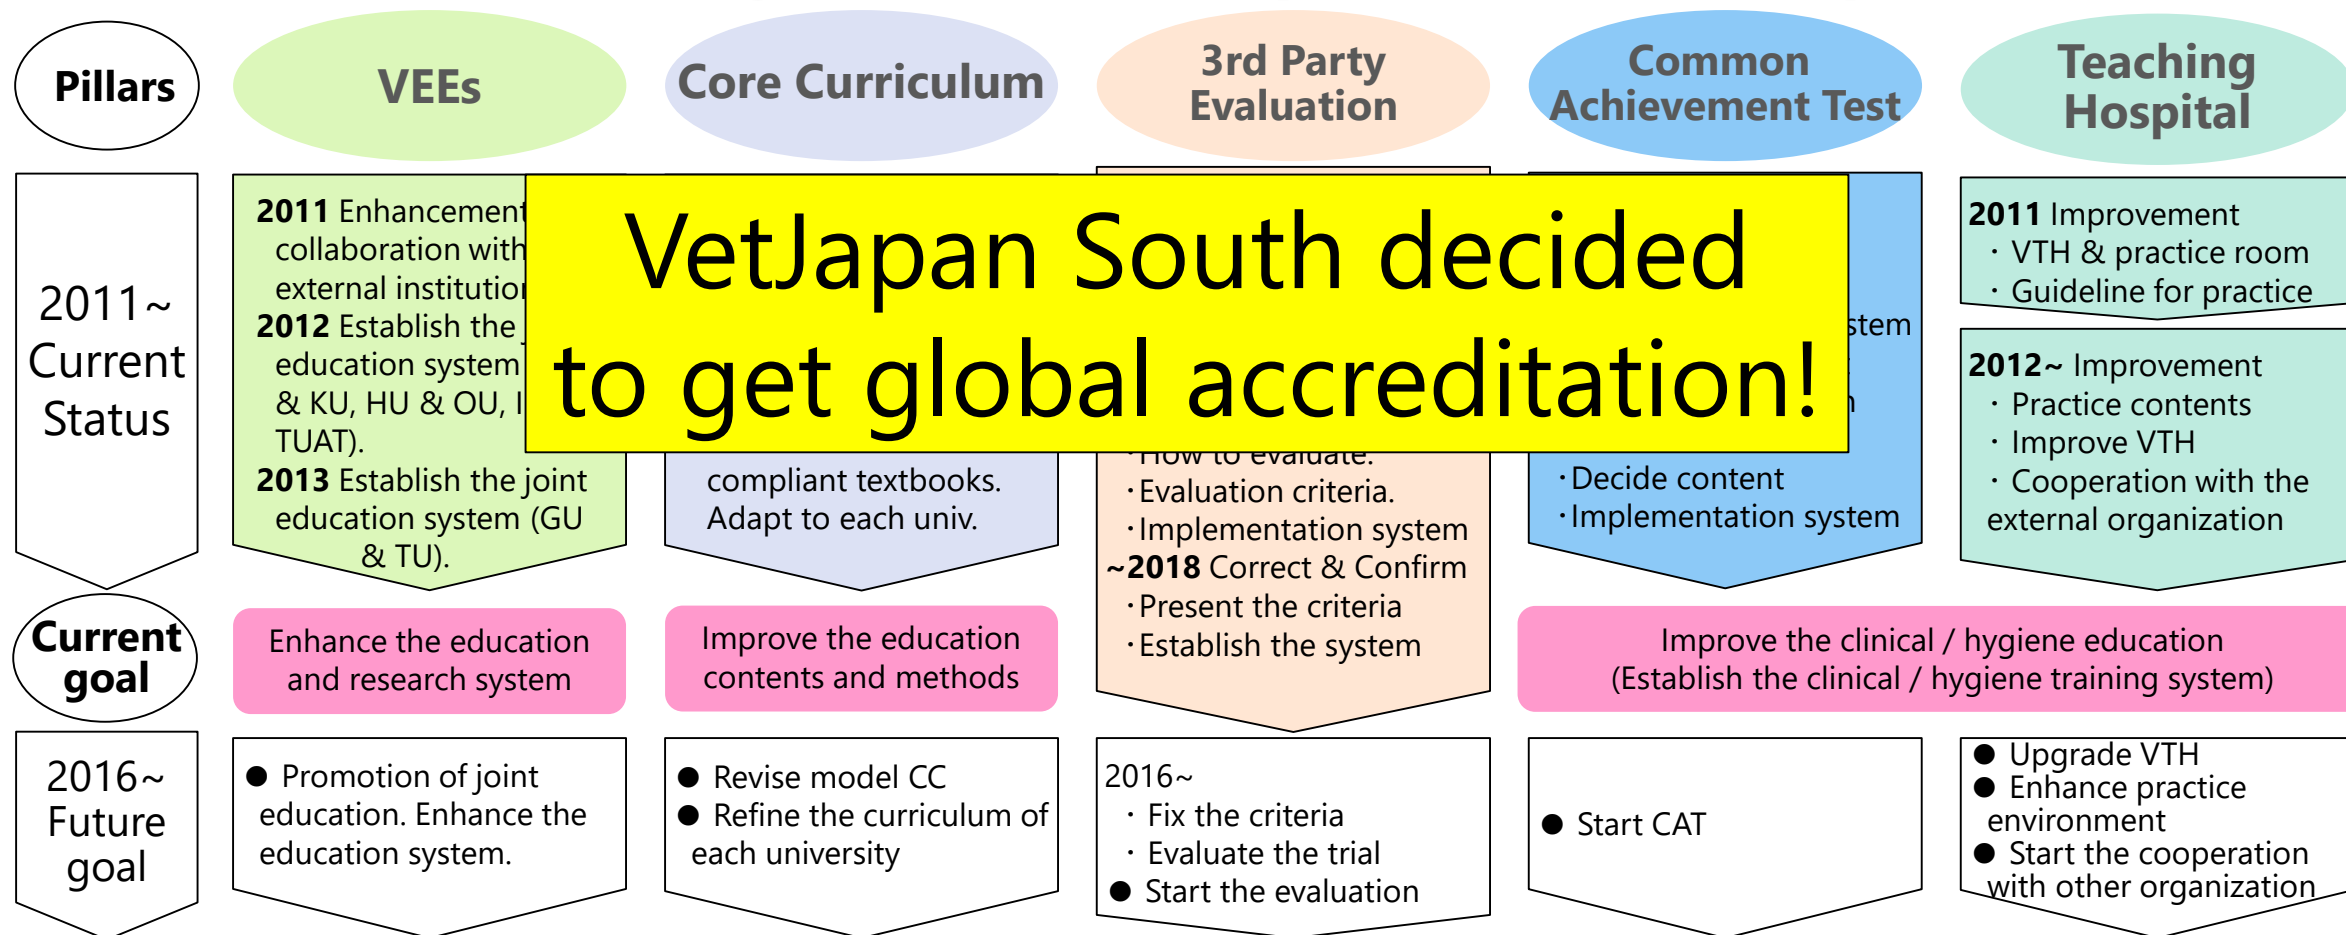 Pillars
VEEs
Core Curriculum
3rd Party
Evaluation
Common
Achievement Test
Teaching
Hospital
2011~
Current
Status
2011 Enhancement
collaboration with
external
2012 Establish the
education system
& KU, HU & OU,
TUAT).
2013 Establish the joint
education system (GU
& TU).
VetJapan South decided
to get global accreditation!
compliant textbooks.
Adapt to each univ.
・How to evaluate.
・Evaluation criteria.
・Implementation system
~2018 Correct & Confirm
・Present the criteria
・Establish the system
・Decide content
・Implementation system
2011 Improvement
・VTH & practice room
・Guideline for practice
2012~ Improvement
・Practice contents
・Improve VTH
・Cooperation with the
external organization
Current
goal
Enhance the education
and research system
Improve the education
contents and methods
Improve the clinical / hygiene education
(Establish the clinical / hygiene training system)
2016~
Future
goal
● Promotion of joint
education. Enhance the
education system.
● Revise model CC
● Refine the curriculum of
each university
2016~
・Fix the criteria
・Evaluate the trial
● Start the evaluation
● Start CAT
● Upgrade VTH
● Enhance practice
environment
● Start the cooperation
with other organization